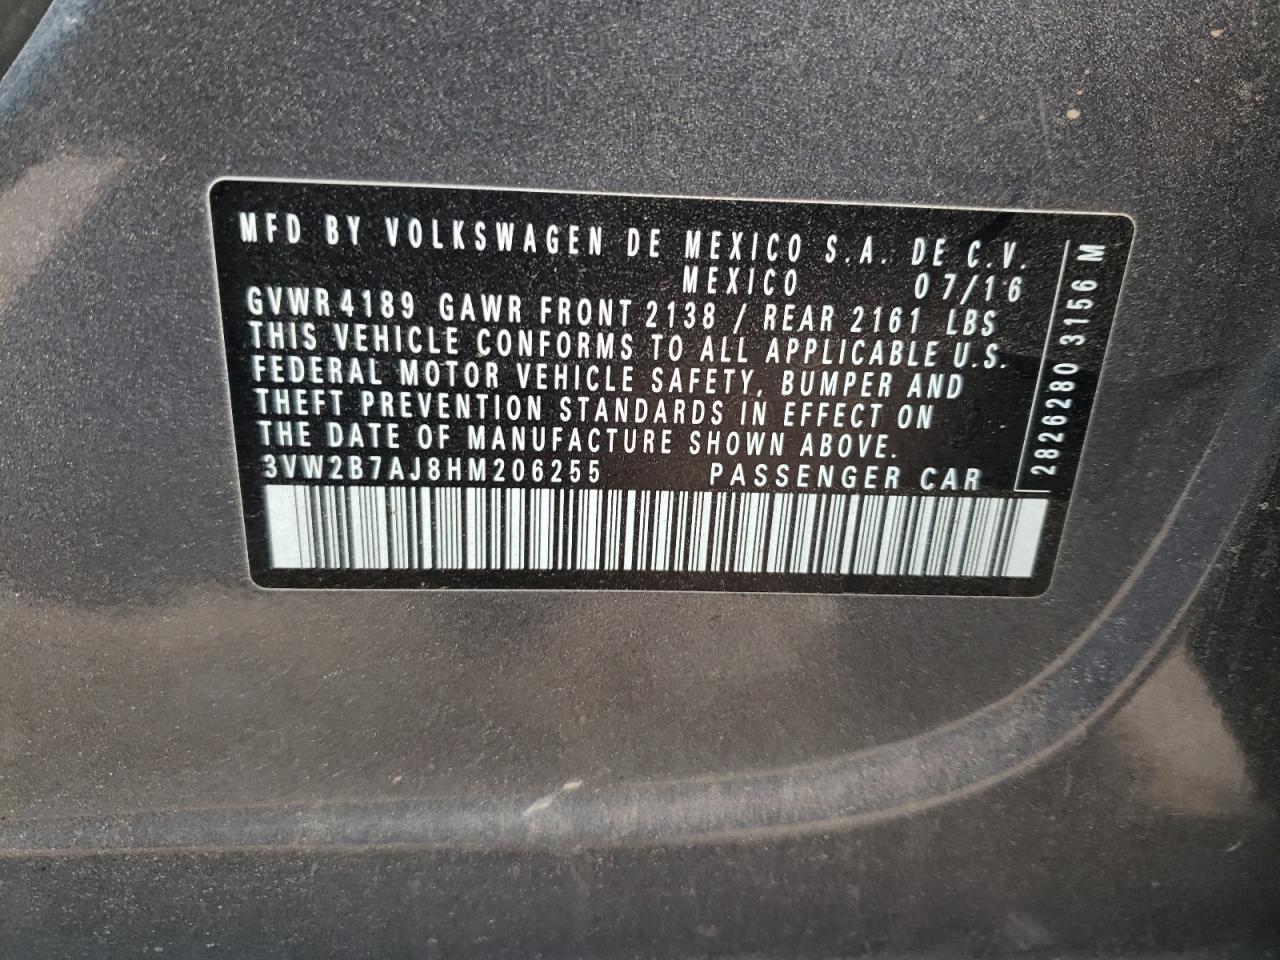 MFD BY VOLKSWAGEN DE MEXICO S.A. DE C.V.
MEXICO 07/16
GVWR 4189 GAWR FRONT 2138 / REAR 2161 LBS
THIS VEHICLE CONFORMS TO ALL APPLICABLE U.S.
FEDERAL MOTOR VEHICLE SAFETY, BUMPER AND
THEFT PREVENTION STANDARDS IN EFFECT ON
THE DATE OF MANUFACTURE SHOWN ABOVE.
3VW2B7AJ8HM206255 PASSENGER CAR
2826280 3156 M